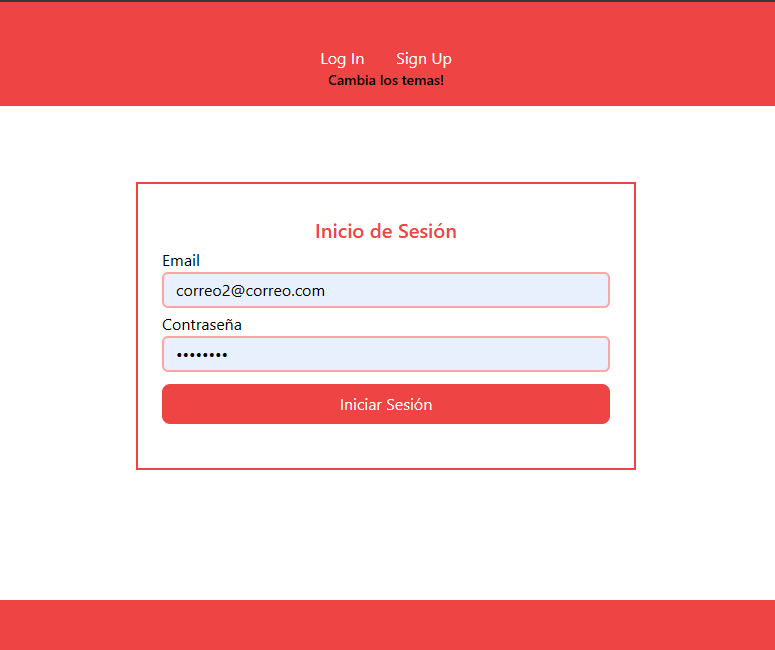 Log In Sign Up
Cambia los temas!
Inicio de Sesión
Email
correo2@correo.com
Contraseña
••••••••
Iniciar Sesión